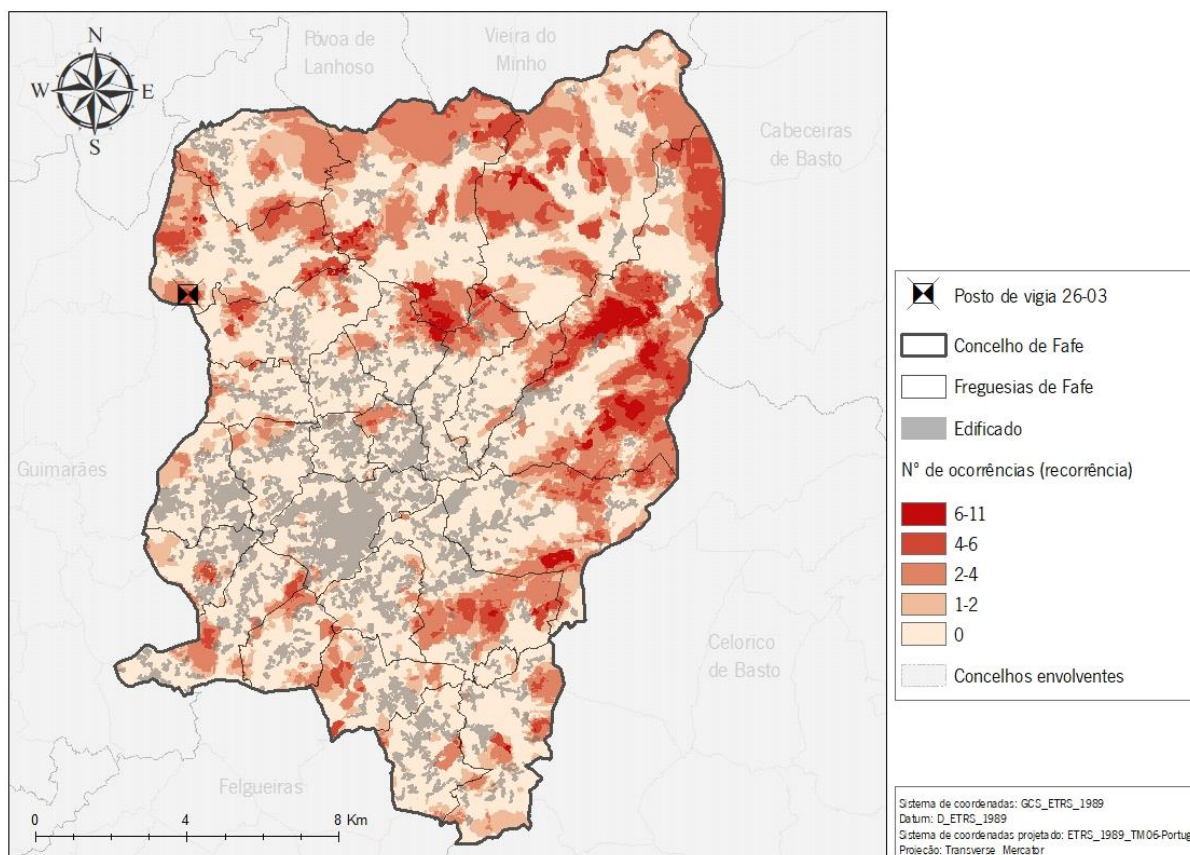 N
W E
S
Póvoa de
Lanhoso
Vieira do
Minho
Cabeceiras
de Basto
Guimarães
Celorico
de Basto
Felgueiras
0 4 8 Km
Posto de vigia 26-03
Concelho de Fafe
Freguesias de Fafe
Edificado
N° de ocorrências (recorrência)
6-11
4-6
2-4
1-2
0
Concelhos envolventes
Sistema de coordenadas: GCS_ETRS_1989
Datum: D_ETRS_1989
Sistema de coordenadas projetado: ETRS_1989_TM06-Portug
Projeção: Transverse_Mercator